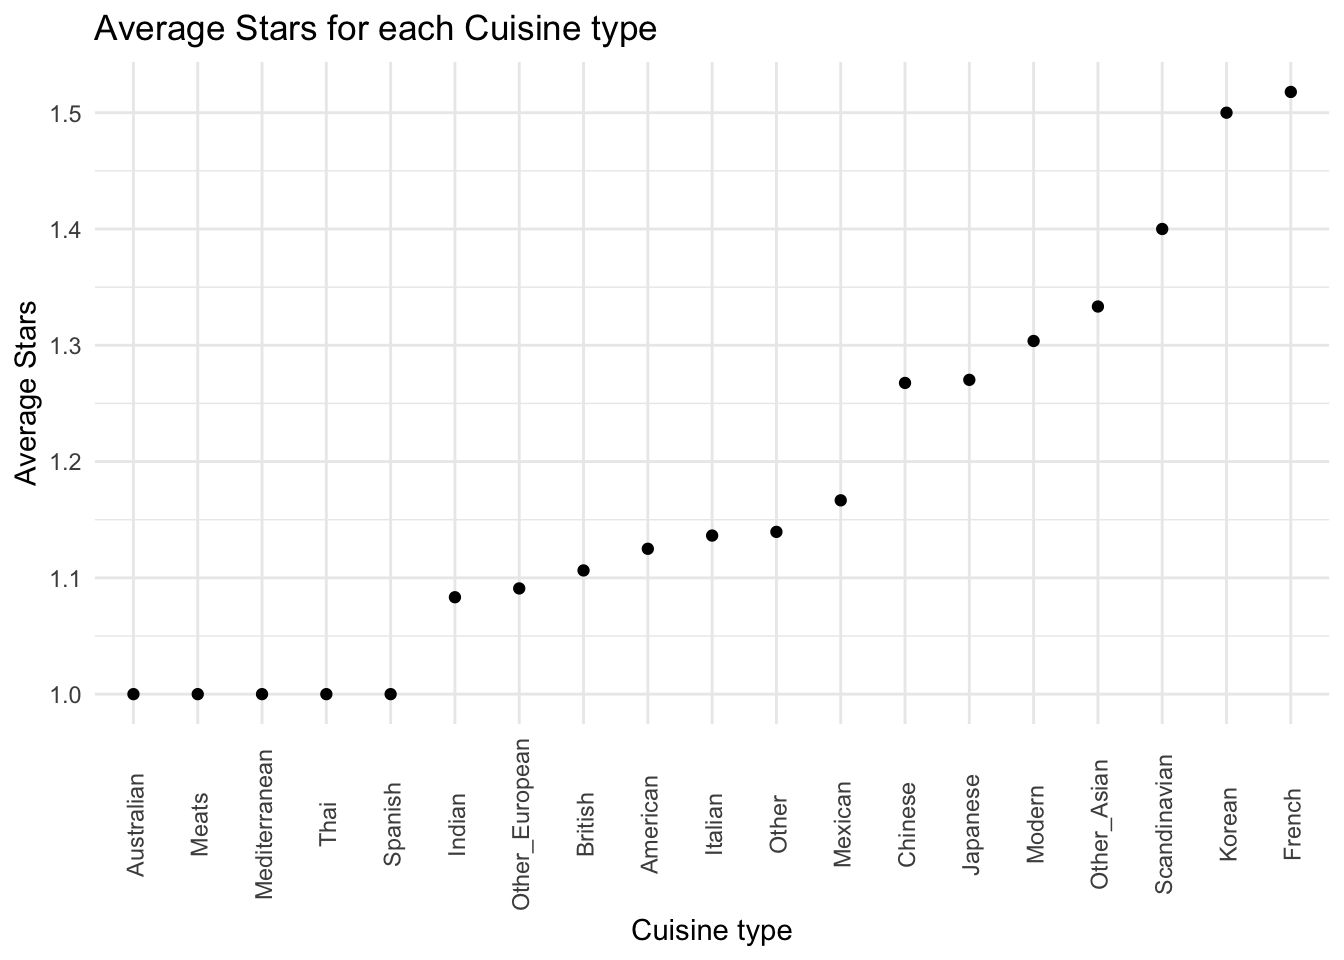 Average Stars for each Cuisine type
Average Stars
1.5
1.4
1.3
1.2
1.1
1.0
Australian
Meats
Mediterranean
Thai
Spanish
Indian
Other_European
British
American
Italian
Other
Mexican
Chinese
Japanese
Modern
Other_Asian
Scandinavian
Korean
French
Cuisine type